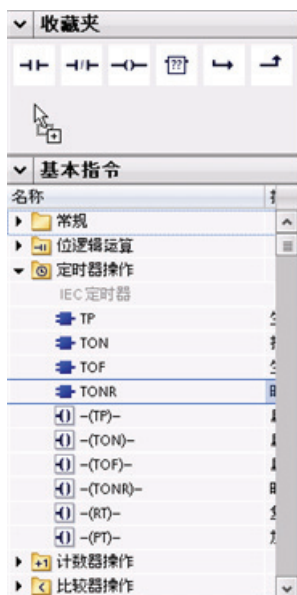 收藏夹
??
基本指令
名称
常规
位逻辑运算
定时器操作
IEC 定时器
TP
TON
TOF
TONR
-(TP)-
-(TON)-
-(TOF)-
-(TONR)-
-(RT)-
-(PT)-
计数器操作
比较器操作